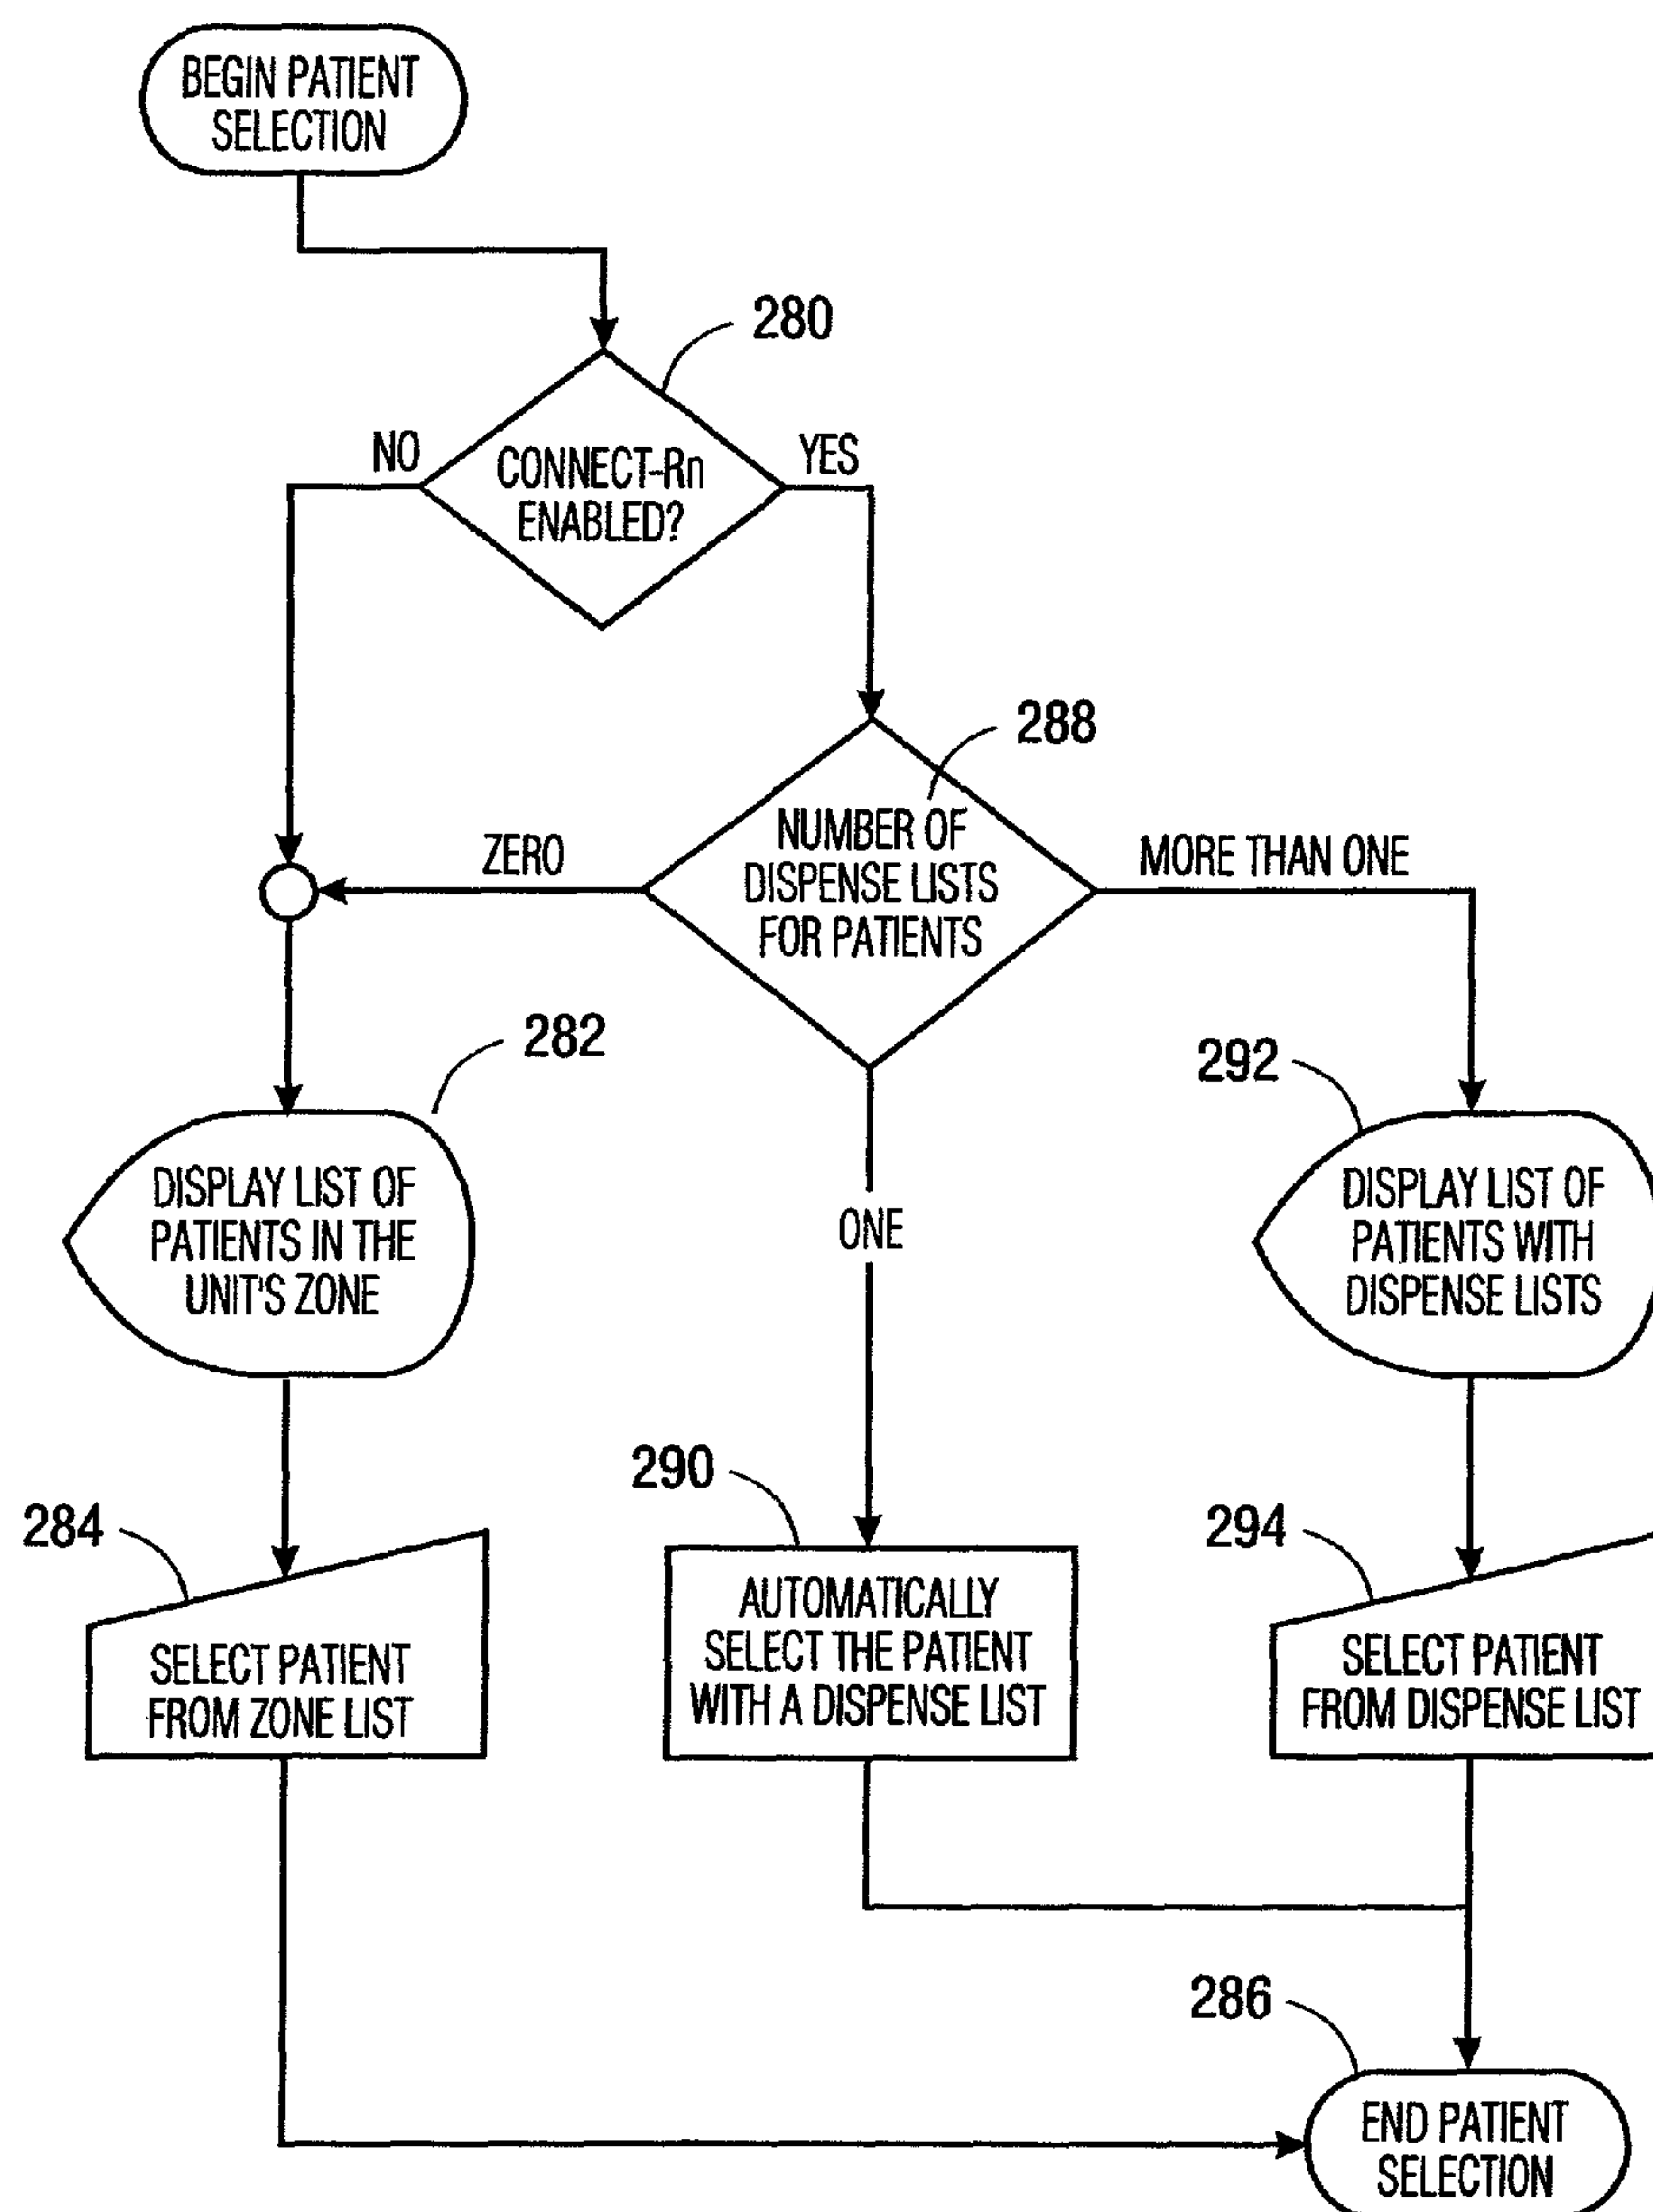 BEGIN PATIENT
SELECTION
280
NO
YES
CONNECT-Rn
ENABLED?
288
NUMBER OF
DISPENSE LISTS
FOR PATIENTS
ZERO
MORE THAN ONE
282
292
DISPLAY LIST OF
PATIENTS IN THE
UNIT'S ZONE
ONE
DISPLAY LIST OF
PATIENTS WITH
DISPENSE LISTS
284
290
294
SELECT PATIENT
FROM ZONE LIST
AUTOMATICALLY
SELECT THE PATIENT
WITH A DISPENSE LIST
SELECT PATIENT
FROM DISPENSE LIST
286
END PATIENT
SELECTION